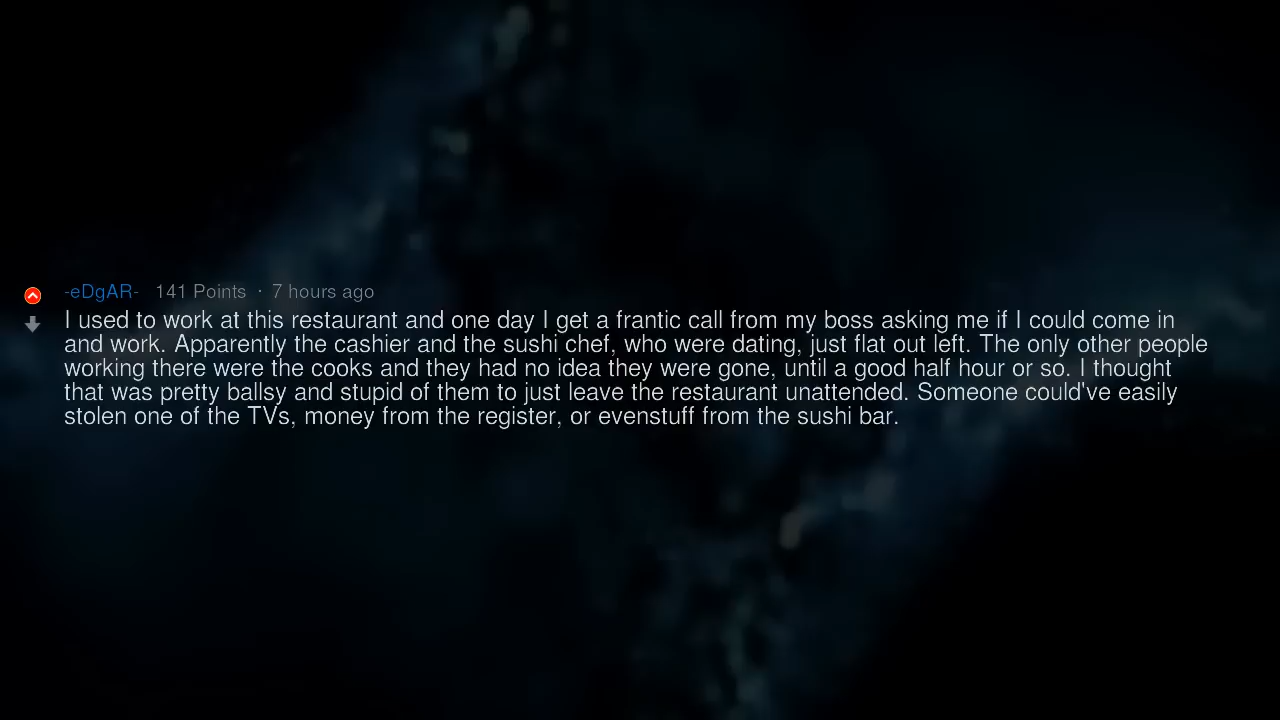 -eDgAR- 141 Points · 7 hours ago
I used to work at this restaurant and one day I get a frantic call from my boss asking me if I could come in
and work. Apparently the cashier and the sushi chef, who were dating, just flat out left. The only other people
working there were the cooks and they had no idea they were gone, until a good half hour or so. I thought
that was pretty ballsy and stupid of them to just leave the restaurant unattended. Someone could've easily
stolen one of the TVs, money from the register, or evenstuff from the sushi bar.